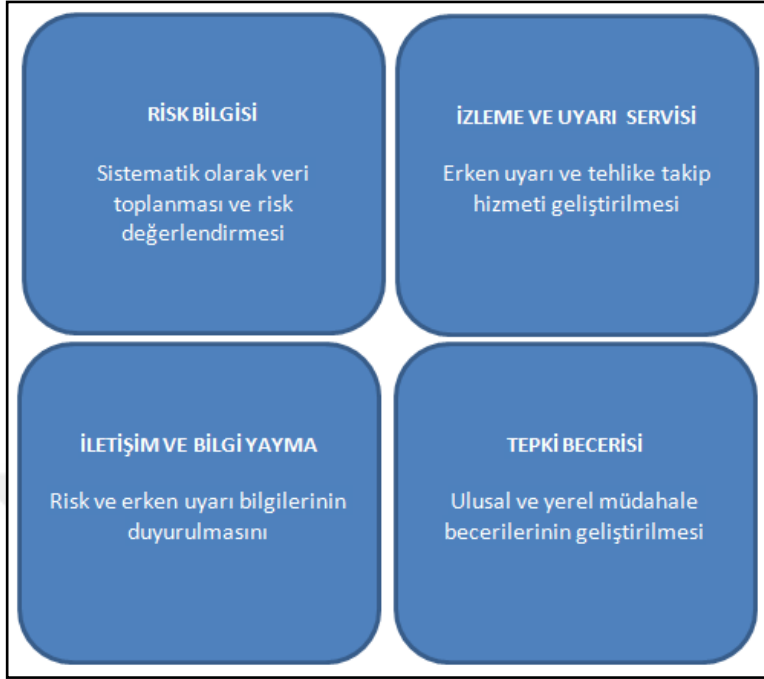 RİSK BİLGİSİ
Sistematik olarak veri
toplanması ve risk
değerlendirmesi
İZLEME VE UYARI SERVİSİ
Erken uyarı ve tehlike takip
hizmeti geliştirilmesi
İLETİŞİM VE BİLGİ YAYMA
Risk ve erken uyarı bilgilerinin
duyurulmasını
TEPKİ BECERİSİ
Ulusal ve yerel müdahale
becerilerinin geliştirilmesi